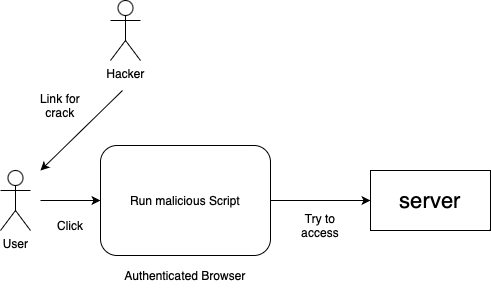 Hacker
Link for
crack
Run malicious Script
server
User
Click
Try to
access
Authenticated Browser